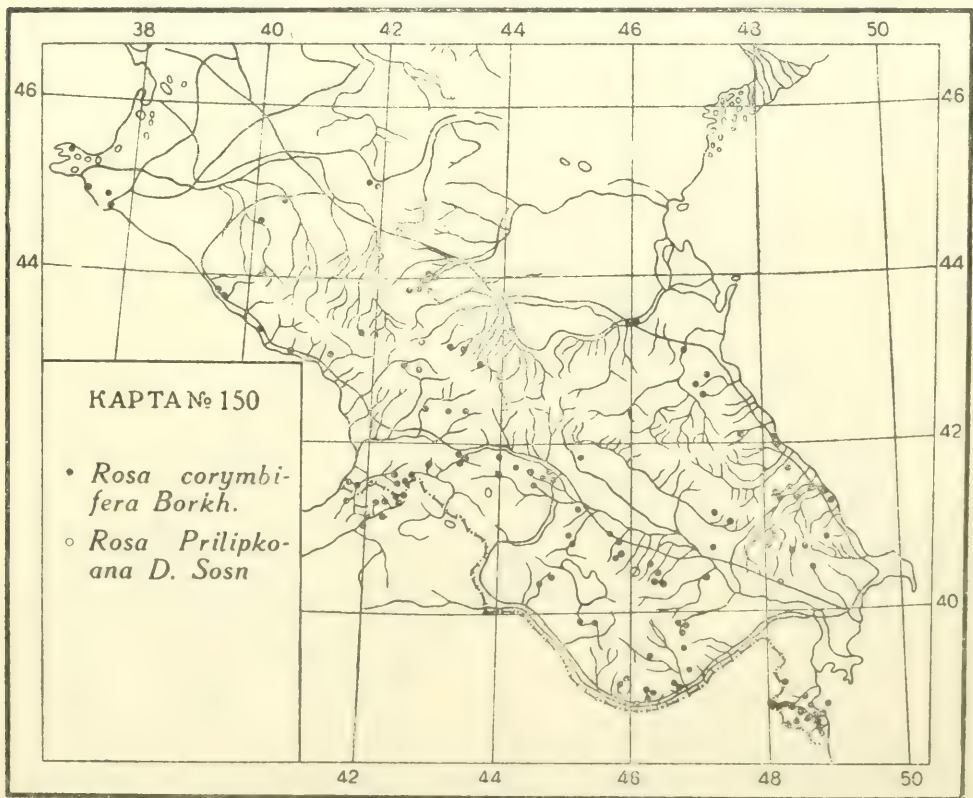 38 40 42 44 46 43 50
46 46
44 44
КАРТА № 150
• Rosa corymbi-
fera Borkh.
○ Rosa Prilipko-
ana D. Sosn
42
40
42 44 46 48 50